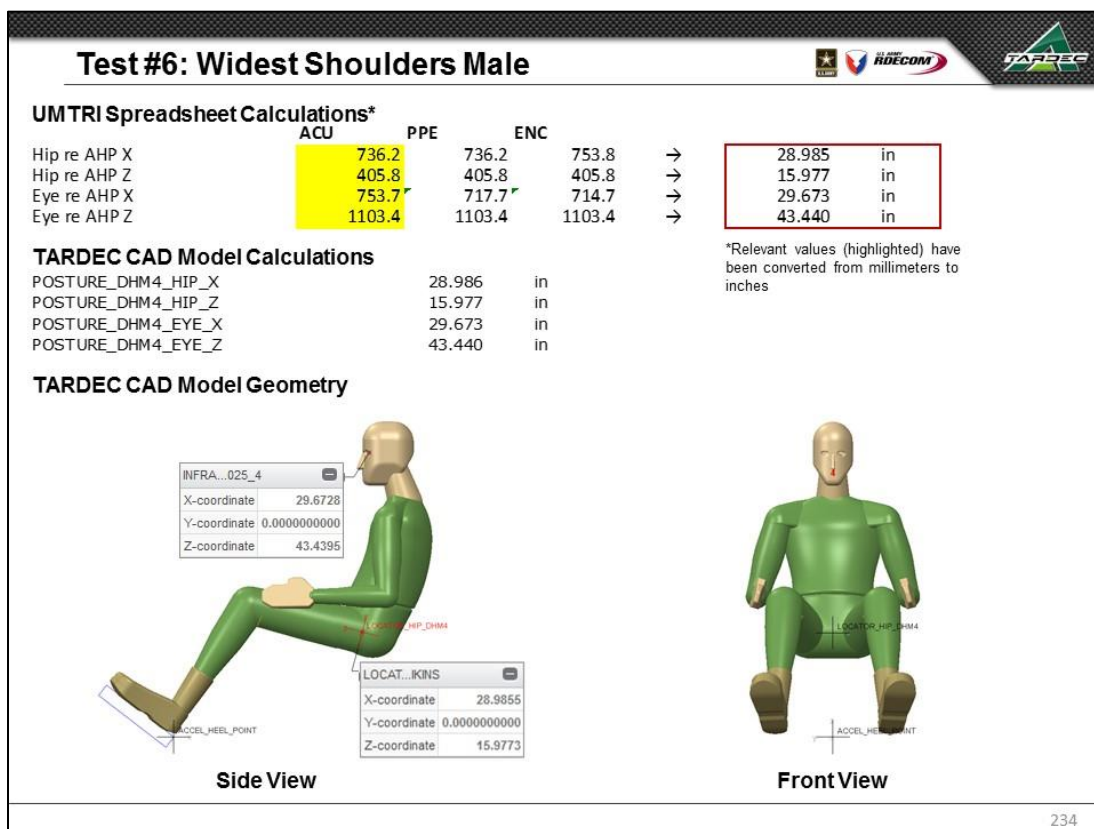 Test #6: Widest Shoulders Male
U.S. ARMY
U.S. ARMY
RDECOM
TARDEC
UMTRI Spreadsheet Calculations*
ACU PPE ENC
Hip re AHP X 736.2 736.2 753.8 → 28.985 in
Hip re AHP Z 405.8 405.8 405.8 → 15.977 in
Eye re AHP X 753.7 717.7 714.7 → 29.673 in
Eye re AHP Z 1103.4 1103.4 1103.4 → 43.440 in
*Relevant values (highlighted) have
been converted from millimeters to
inches
TARDEC CAD Model Calculations
POSTURE_DHM4_HIP_X 28.986 in
POSTURE_DHM4_HIP_Z 15.977 in
POSTURE_DHM4_EYE_X 29.673 in
POSTURE_DHM4_EYE_Z 43.440 in
TARDEC CAD Model Geometry
INFRA...025_4
X-coordinate 29.6728
Y-coordinate 0.0000000000
Z-coordinate 43.4395
LOCATOR_HIP_DHM4
LOCAT...IKINS
X-coordinate 28.9855
Y-coordinate 0.0000000000
Z-coordinate 15.9773
ACCEL_HEEL_POINT
Side View
LOCATOR_HIP_DHM4
ACCEL_HEEL_POINT
Front View
234